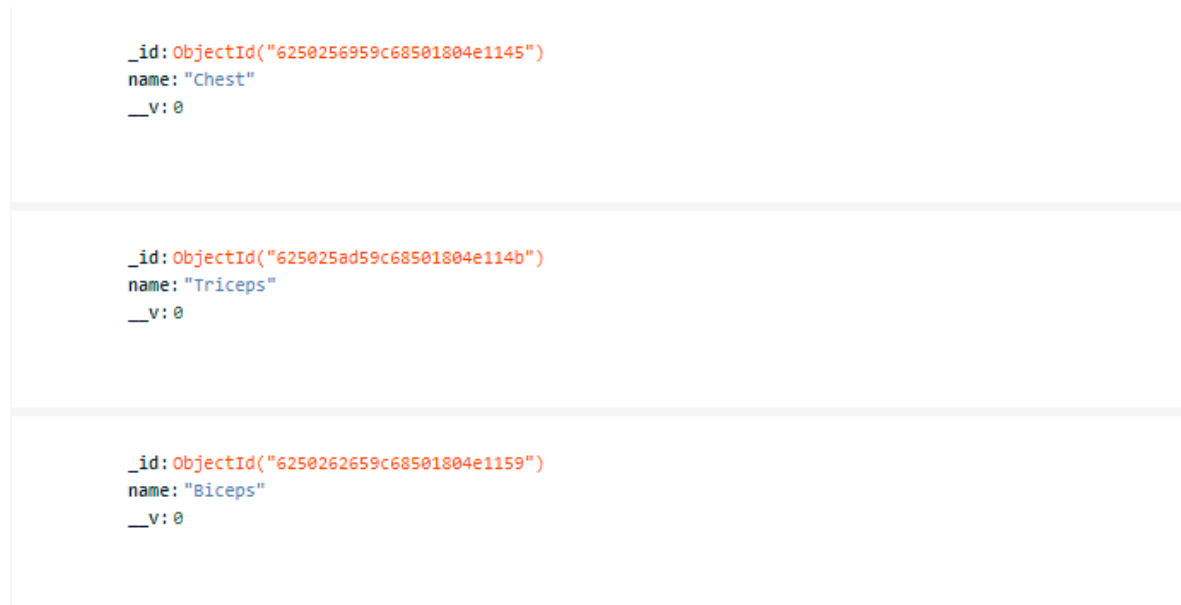 _id: ObjectId("6250256959c68501804e1145")
name: "Chest"
__v: 0
_id: ObjectId("625025ad59c68501804e114b")
name: "Triceps"
__v: 0
_id: ObjectId("6250262659c68501804e1159")
name: "Biceps"
__v: 0